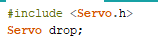 #include <Servo.h>
Servo drop;